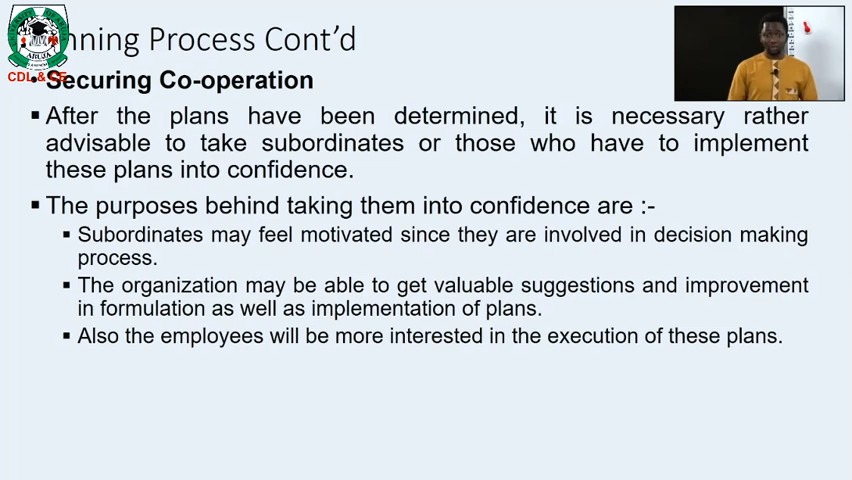 nning Process Cont’d
ABUJA
CDL & CE
• Securing Co-operation
▪ After the plans have been determined, it is necessary rather
advisable to take subordinates or those who have to implement
these plans into confidence.
▪ The purposes behind taking them into confidence are :-
▪ Subordinates may feel motivated since they are involved in decision making
process.
▪ The organization may be able to get valuable suggestions and improvement
in formulation as well as implementation of plans.
▪ Also the employees will be more interested in the execution of these plans.